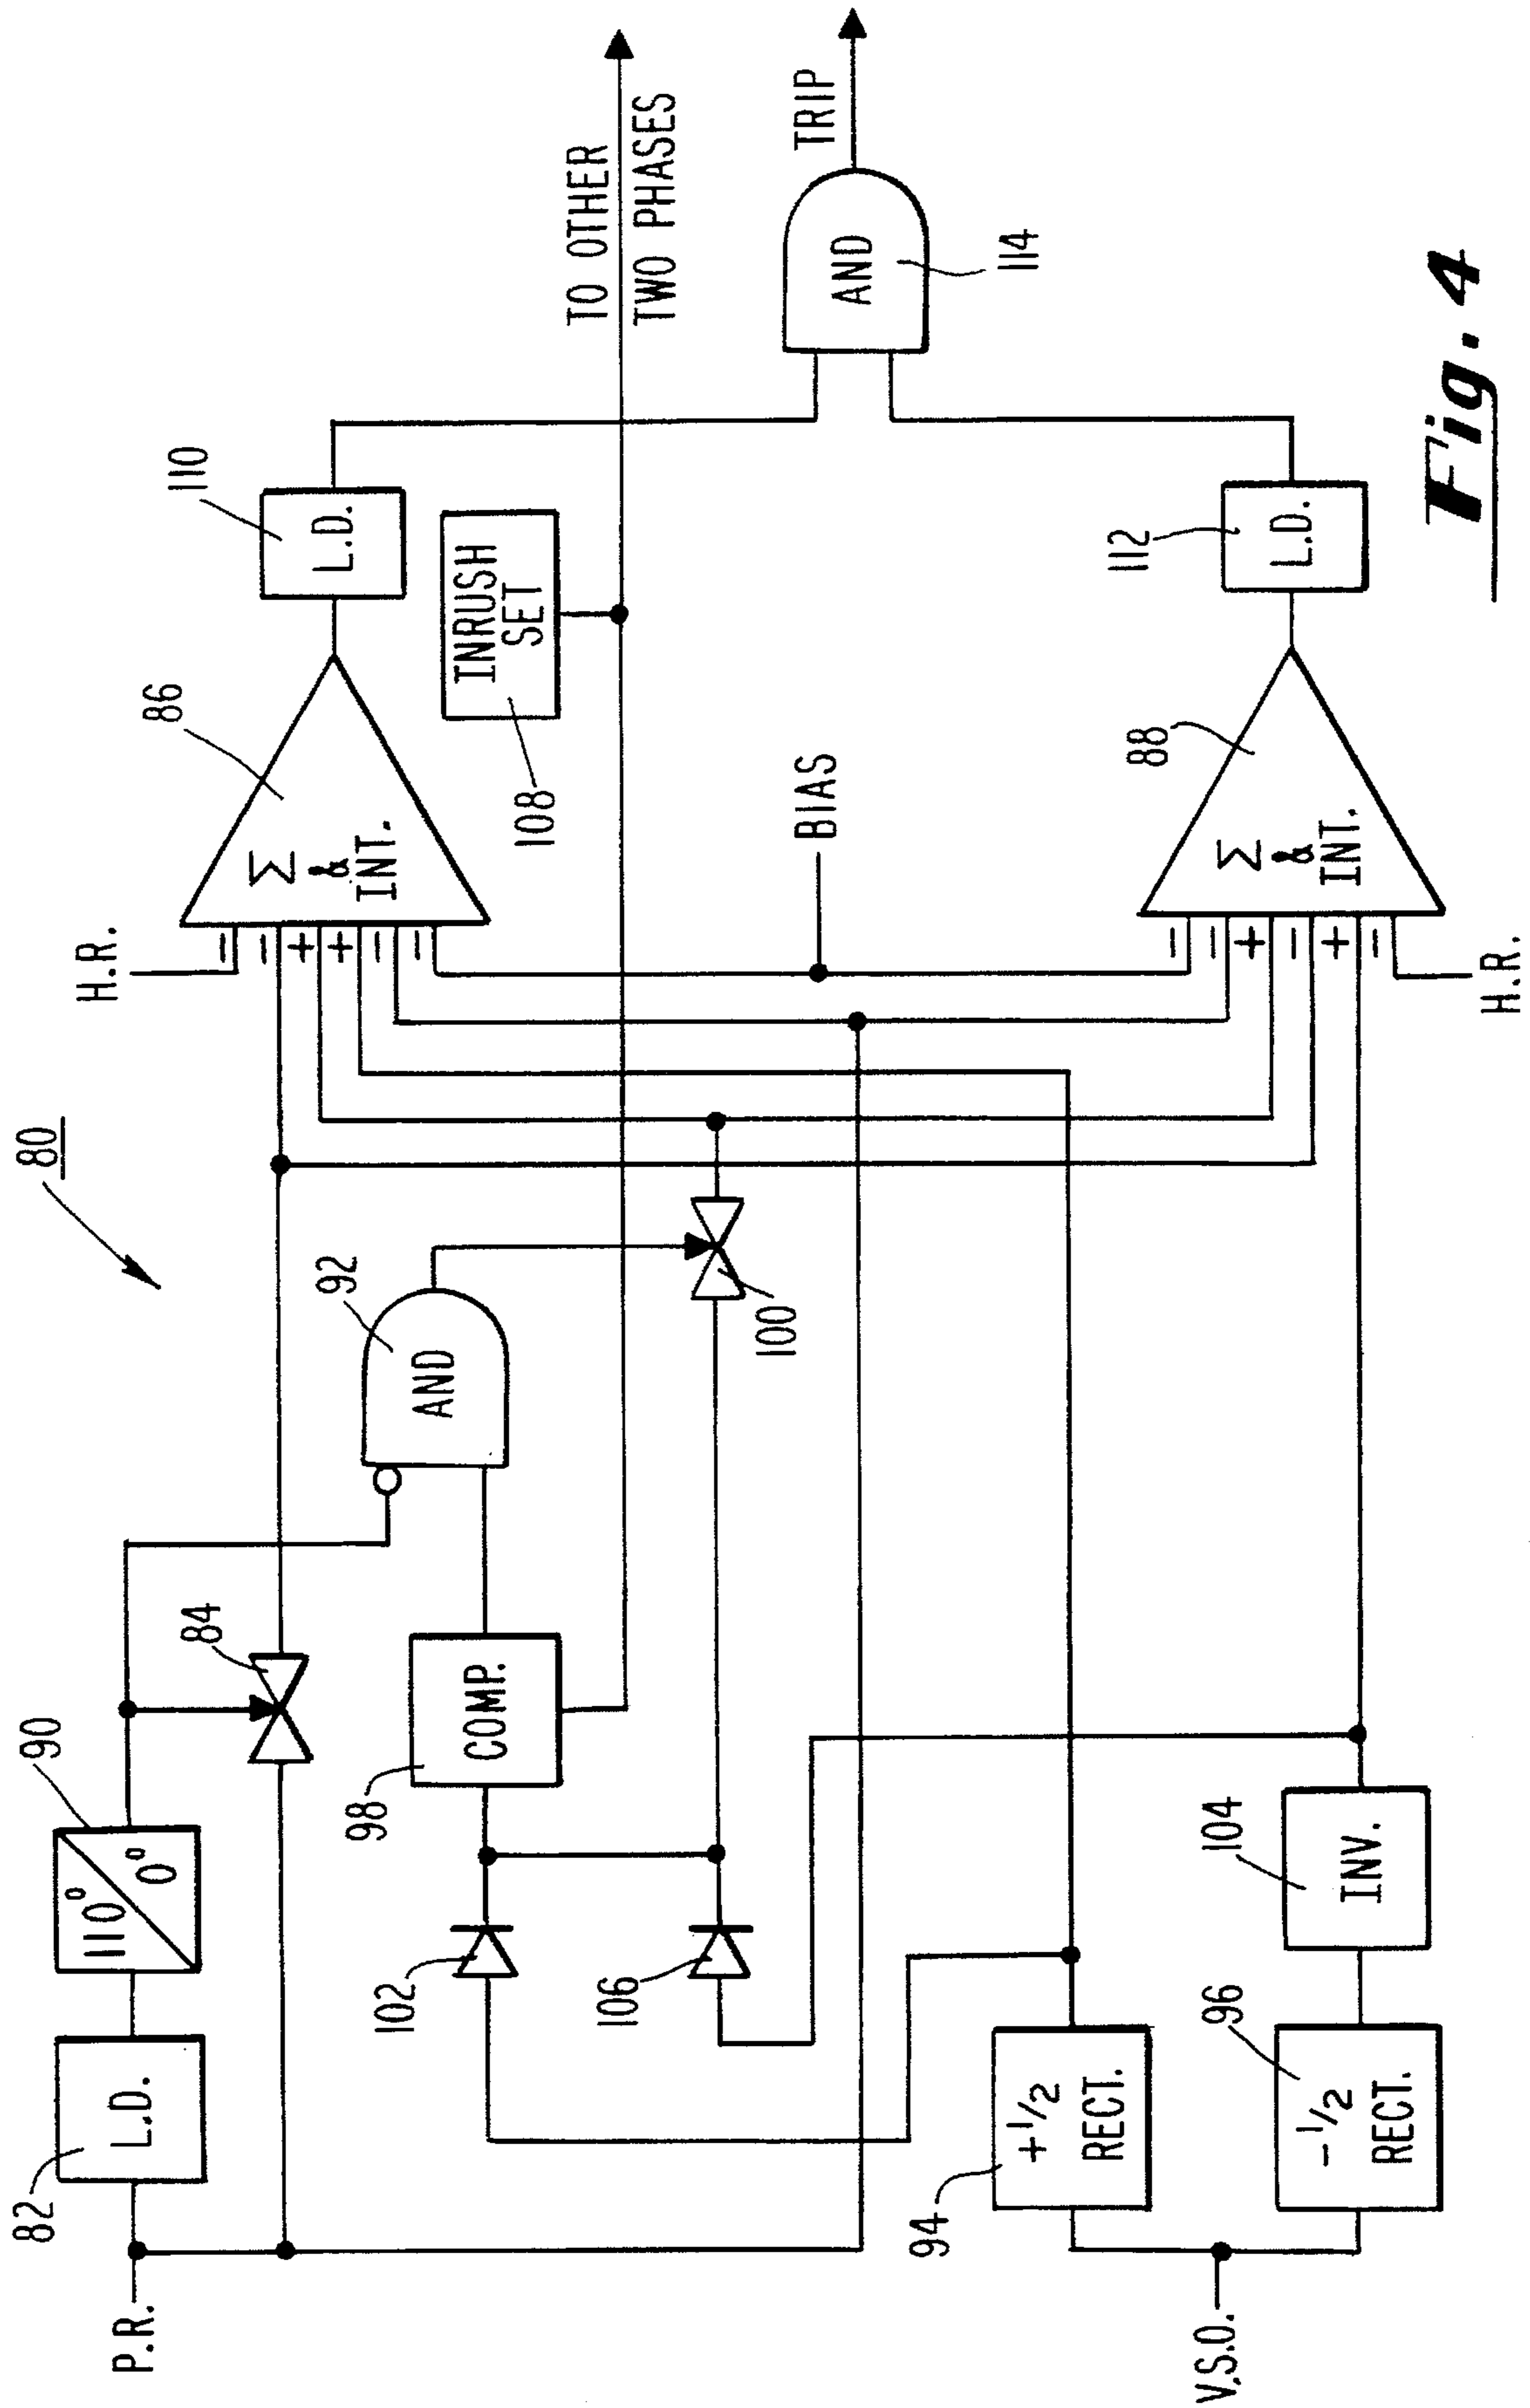 80
P.R.
82
L.D.
90
110°
0°
84
92
AND
98
COMP.
102
106
100
H.R.
86
Σ
&
INT.
−
−
+
+
−
−
110
L.D.
INRUSH
SET
108
TO OTHER
TWO PHASES
BIAS
AND
114
TRIP
V.S.O.
94
+1/2
RECT.
96
−1/2
RECT.
104
INV.
−
−
+
−
+
−
H.R.
88
Σ
&
INT.
112
L.D.
Fig. 4